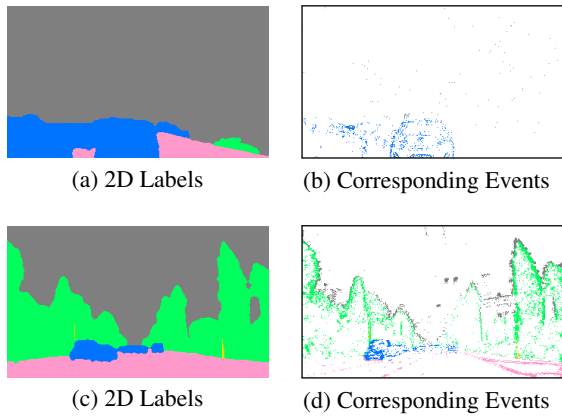 (a) 2D Labels
(b) Corresponding Events
(c) 2D Labels
(d) Corresponding Events